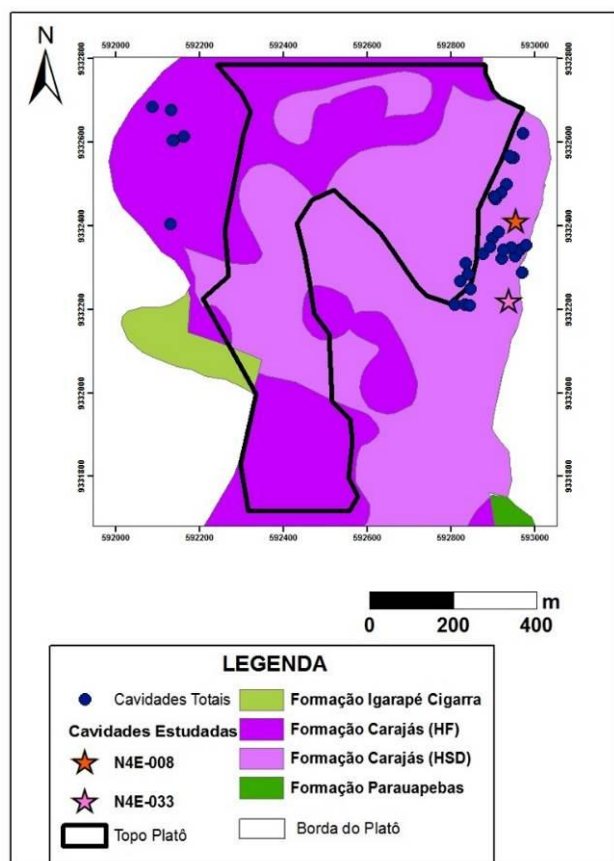 N
592000 592200 592400 592600 592800 593000
9332800 9332800
9332600 9332600
9332400 9332400
9332200 9332200
9332000 9332000
9331800 9331800
592000 592200 592400 592600 592800 593000
m
0 200 400
LEGENDA
Cavidades Totais
Cavidades Estudadas
N4E-008
N4E-033
Topo Platô
Formação Igarapé Cigarra
Formação Carajás (HF)
Formação Carajás (HSD)
Formação Parauapebas
Borda do Platô